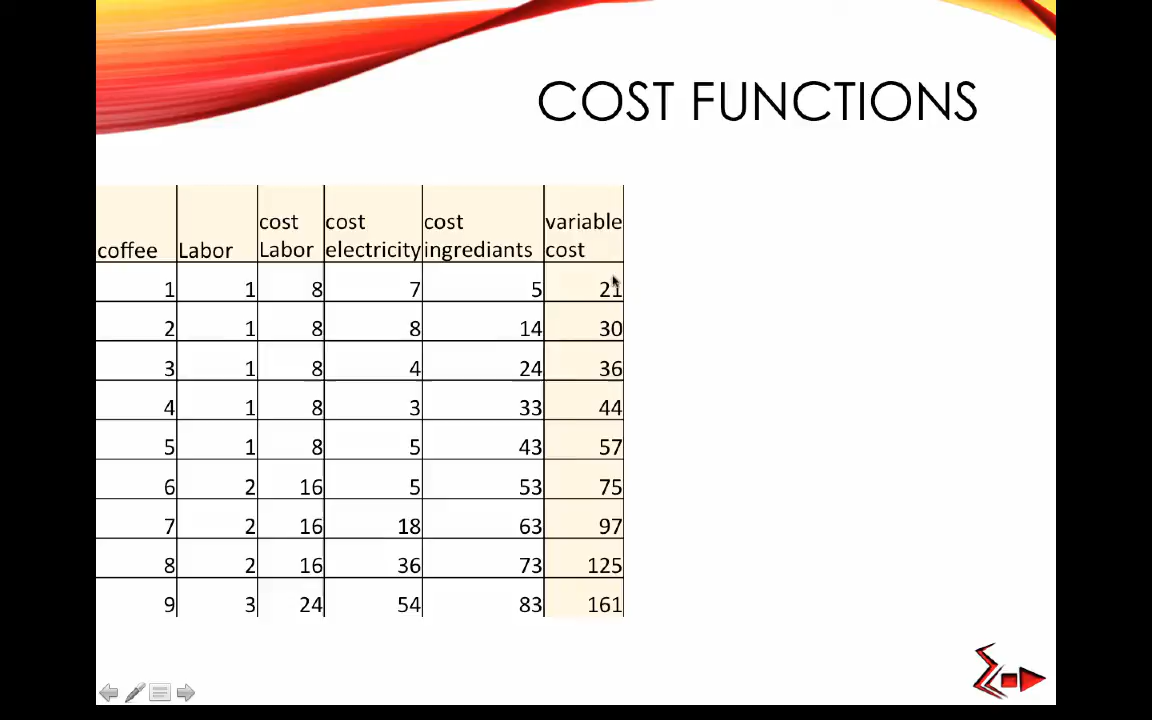 COST FUNCTIONS
coffee Labor cost Labor cost electricity cost ingrediants variable cost
1 1 8 7 5 21
2 1 8 8 14 30
3 1 8 4 24 36
4 1 8 3 33 44
5 1 8 5 43 57
6 2 16 5 53 75
7 2 16 18 63 97
8 2 16 36 73 125
9 3 24 54 83 161